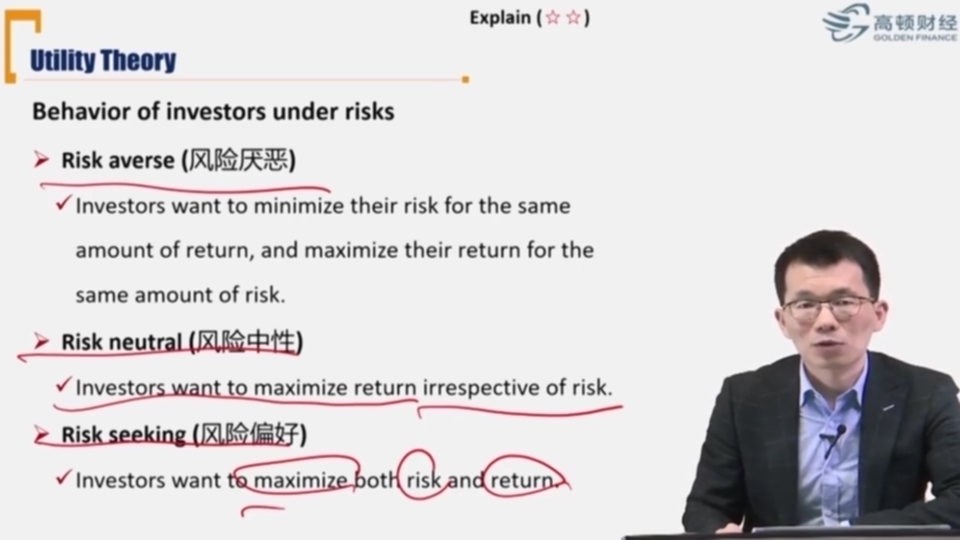 Explain (☆☆)
高顿财经
GOLDEN FINANCE
Utility Theory
Behavior of investors under risks
➢ Risk averse (风险厌恶)
✓Investors want to minimize their risk for the same
amount of return, and maximize their return for the
same amount of risk.
➢ Risk neutral (风险中性)
✓Investors want to maximize return irrespective of risk.
➢ Risk seeking (风险偏好)
✓Investors want to maximize both risk and return.